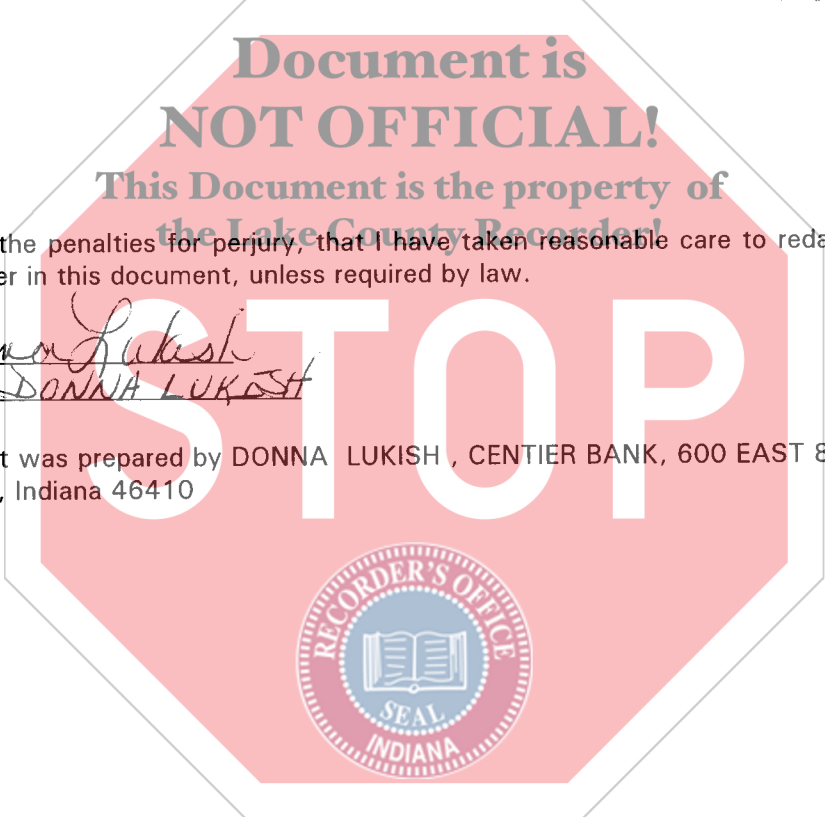 Document is
NOT OFFICIAL!
This Document is the property of
the Lake County Recorder!
the penalties for perjury, that I have taken reasonable care to reda
er in this document, unless required by law.
Lukish
DONNA LUKISH
t was prepared by DONNA LUKISH , CENTIER BANK, 600 EAST 8
, Indiana 46410
STOP
RECORDER'S OFFICE
SEAL
INDIANA